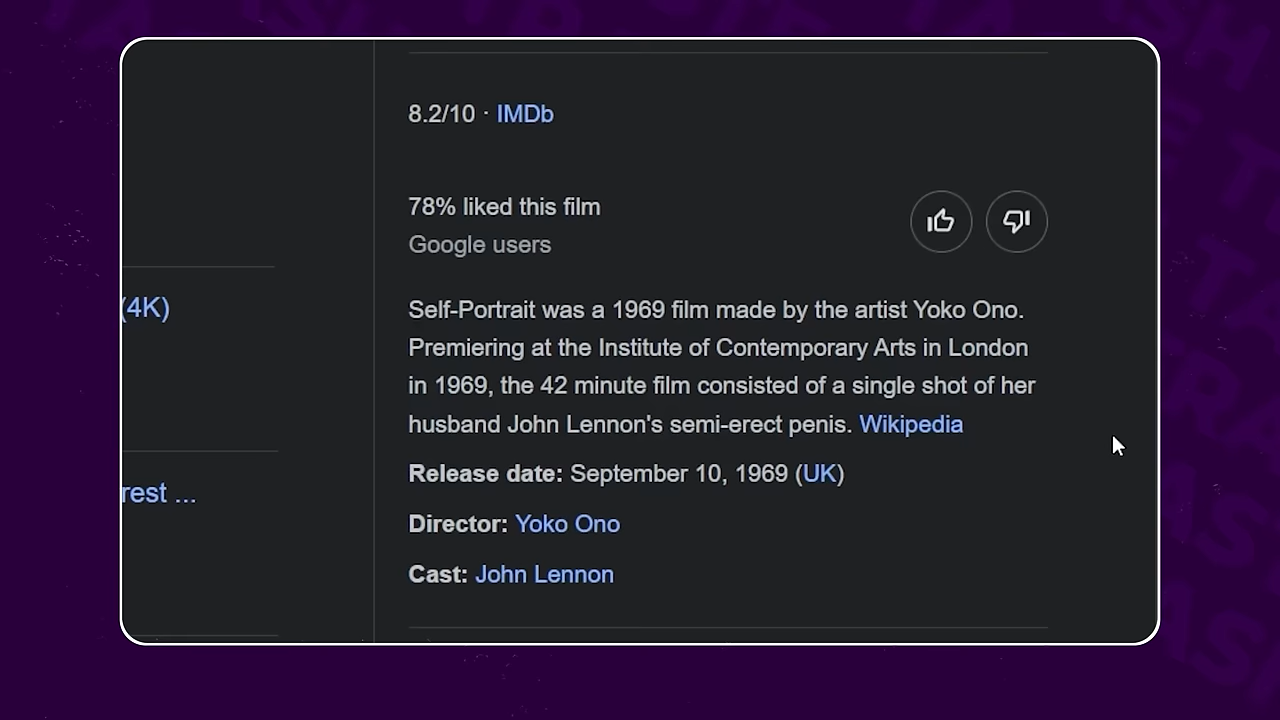 8.2/10 · IMDb
78% liked this film
Google users
(4K)
Self-Portrait was a 1969 film made by the artist Yoko Ono.
Premiering at the Institute of Contemporary Arts in London
in 1969, the 42 minute film consisted of a single shot of her
husband John Lennon's semi-erect penis. Wikipedia
Release date: September 10, 1969 (UK)
rest ...
Director: Yoko Ono
Cast: John Lennon